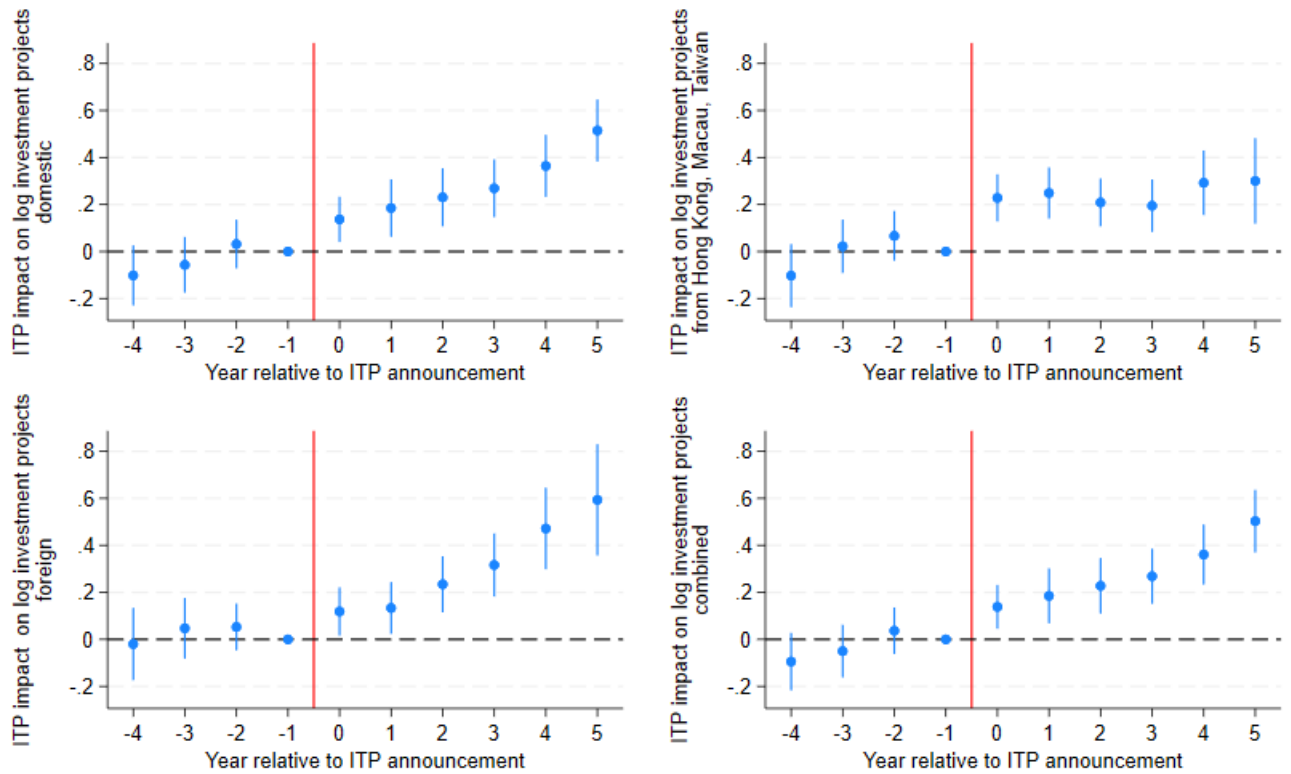 ITP impact on log investment projects
domestic
.8
.6
.4
.2
0
-.2
-4 -3 -2 -1 0 1 2 3 4 5
Year relative to ITP announcement
ITP impact on log investment projects
from Hong Kong, Macau, Taiwan
.8
.6
.4
.2
0
-.2
-4 -3 -2 -1 0 1 2 3 4 5
Year relative to ITP announcement
ITP impact on log investment projects
foreign
.8
.6
.4
.2
0
-.2
-4 -3 -2 -1 0 1 2 3 4 5
Year relative to ITP announcement
ITP impact on log investment projects
combined
.8
.6
.4
.2
0
-.2
-4 -3 -2 -1 0 1 2 3 4 5
Year relative to ITP announcement